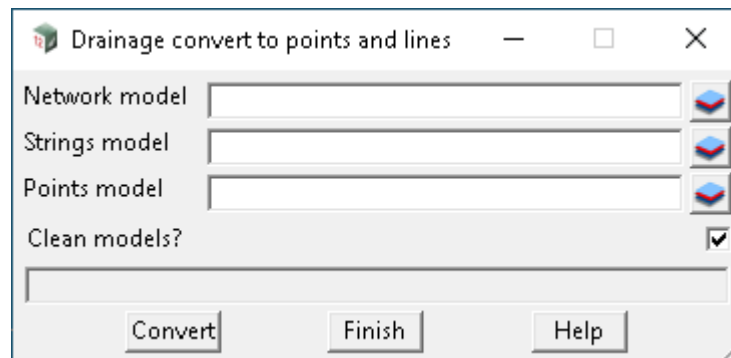 Drainage convert to points and lines
Network model
Strings model
Points model
Clean models?
Convert Finish Help